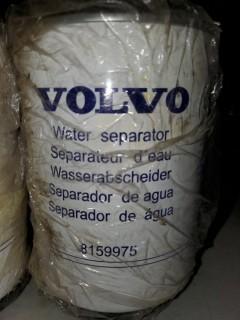 VOLVO
Water separator
Separateur d'eau
Wasserabscheider
Separador de agua
Separador de água
8159975